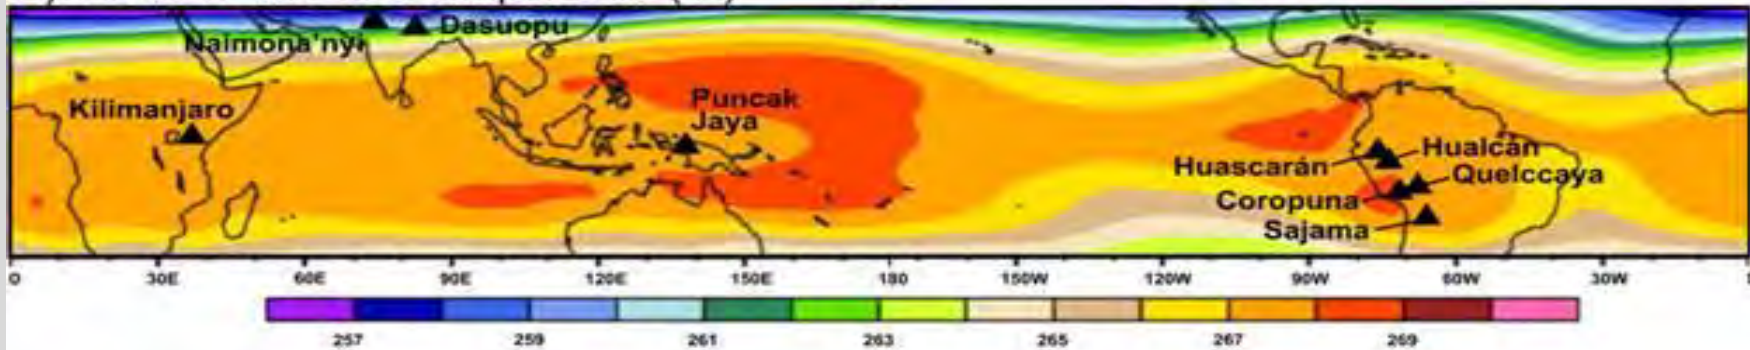 Dasuopu
Naimona'nyi
Kilimanjaro
Puncak
Jaya
Huascarán
Hualcán
Quelccaya
Coropuna
Sajama
0 30E 60E 90E 120E 150E 180 150W 120W 90W 60W 30W
257 259 261 263 265 267 269